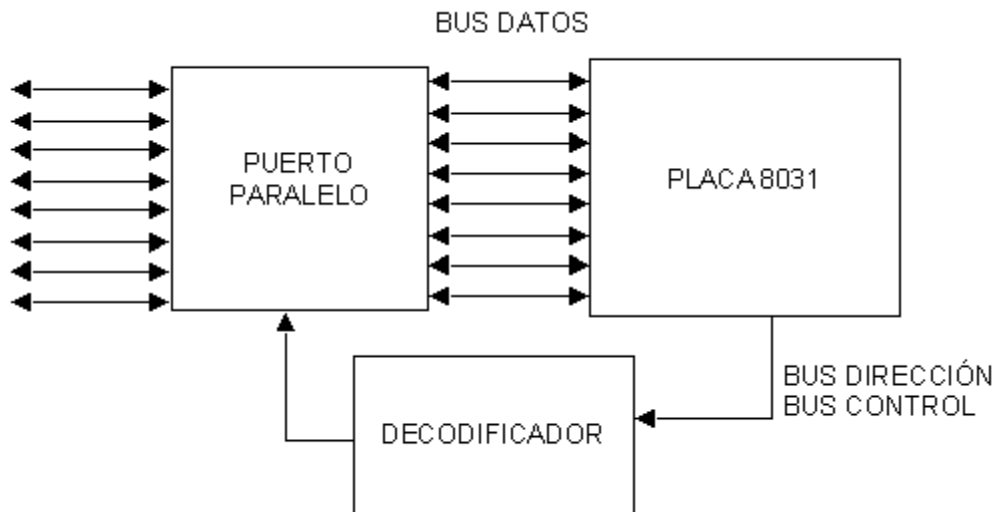 BUS DATOS
PUERTO
PARALELO
PLACA 8031
BUS DIRECCIÓN
BUS CONTROL
DECODIFICADOR